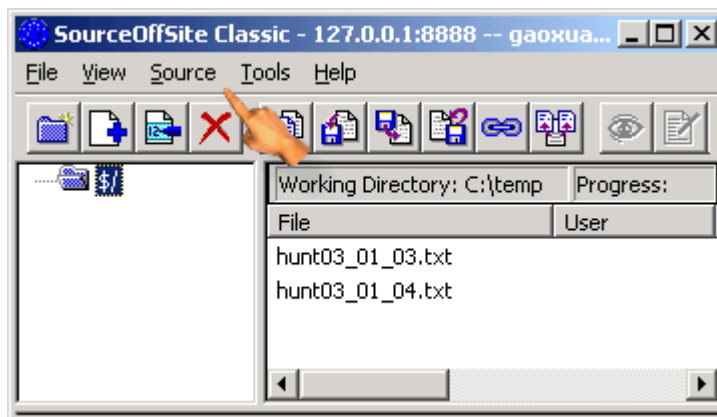 SourceOffSite Classic - 127.0.0.1:8888 -- gaoxua...
File View Source Tools Help
$/
Working Directory: C:\temp Progress:
File User
hunt03_01_03.txt
hunt03_01_04.txt